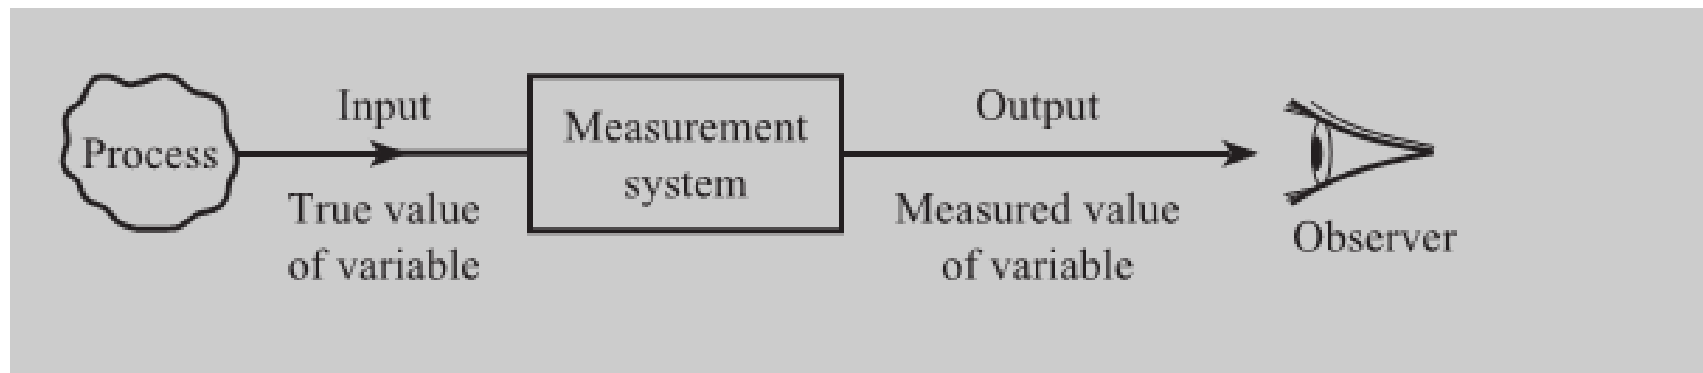 Process
Input
True value
of variable
Measurement
system
Output
Measured value
of variable
Observer